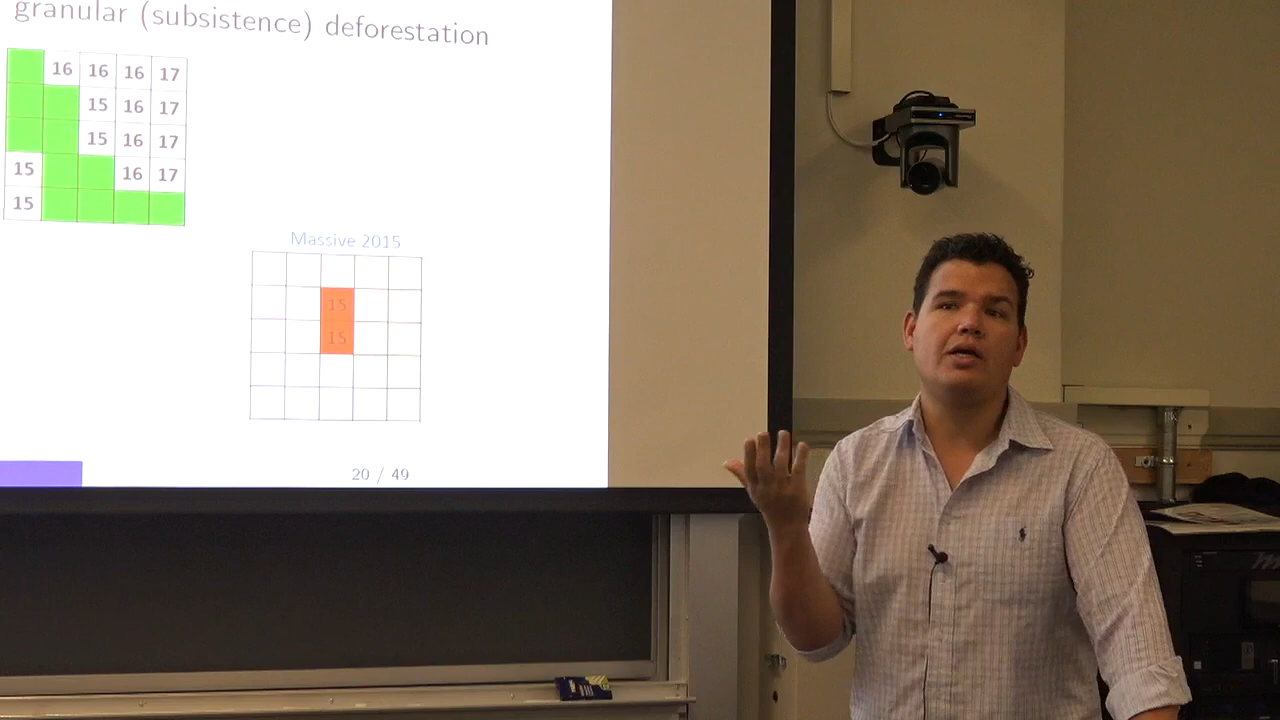 granular (subsistence) deforestation
16 16 16 17
15 16 17
15 16 17
15 16 17
15
Massive 2015
15
15
20 / 49